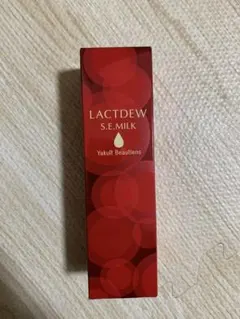 LACTDEW
S.E.MILK
Yakult Beautiens